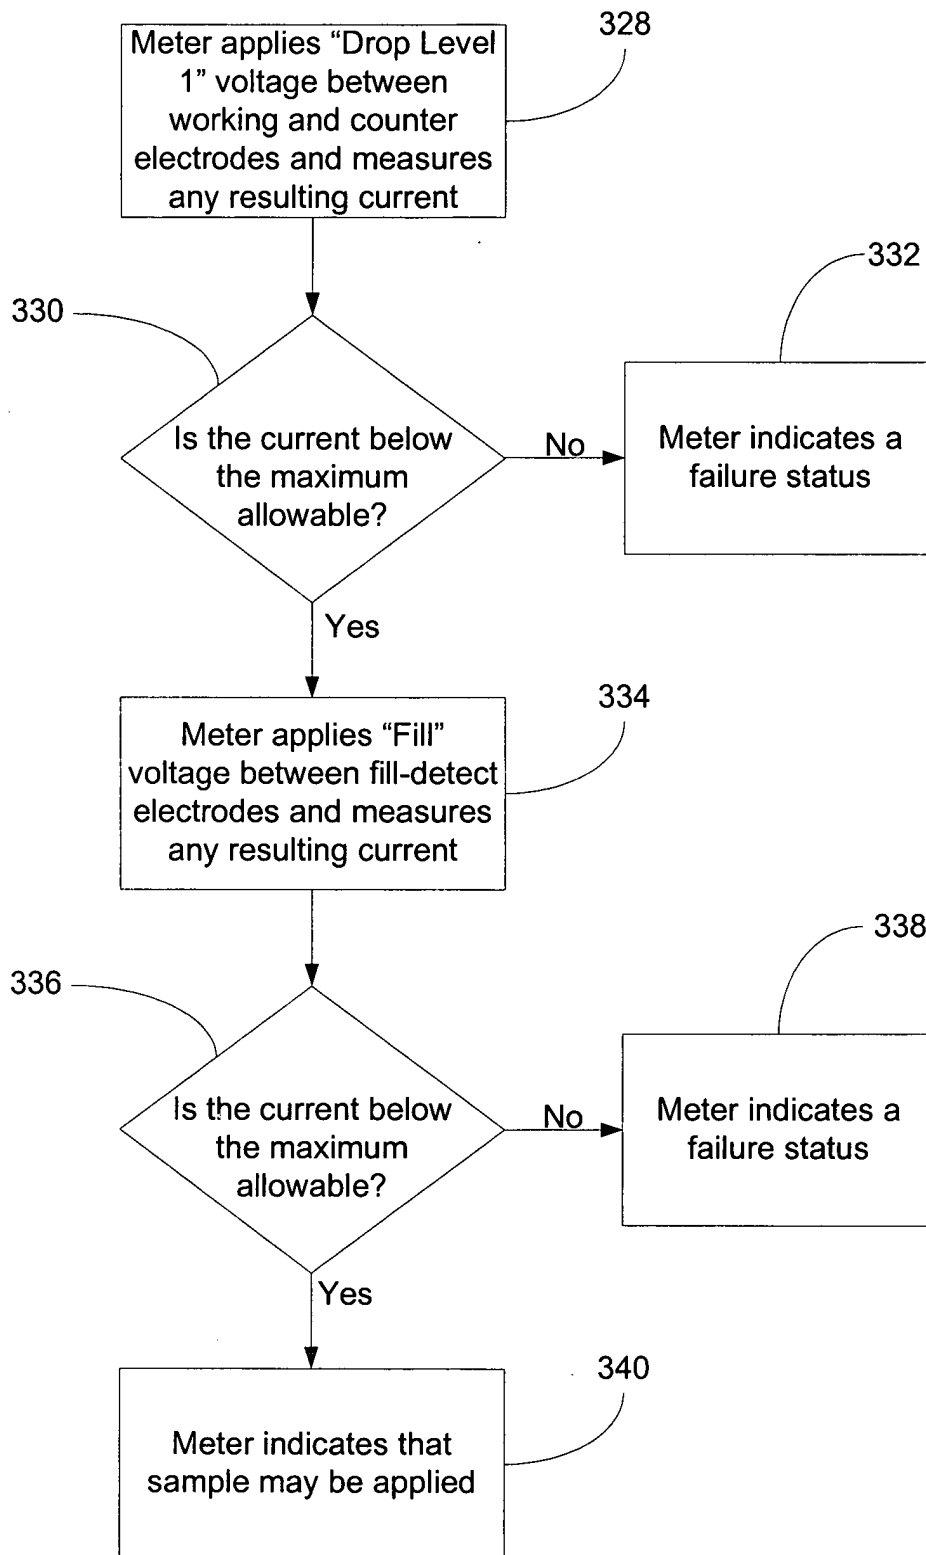 328
Meter applies “Drop Level
1” voltage between
working and counter
electrodes and measures
any resulting current
332
330
Is the current below
the maximum
allowable?
No
Meter indicates a
failure status
Yes
334
Meter applies “Fill”
voltage between fill-detect
electrodes and measures
any resulting current
338
336
Is the current below
the maximum
allowable?
No
Meter indicates a
failure status
Yes
340
Meter indicates that
sample may be applied